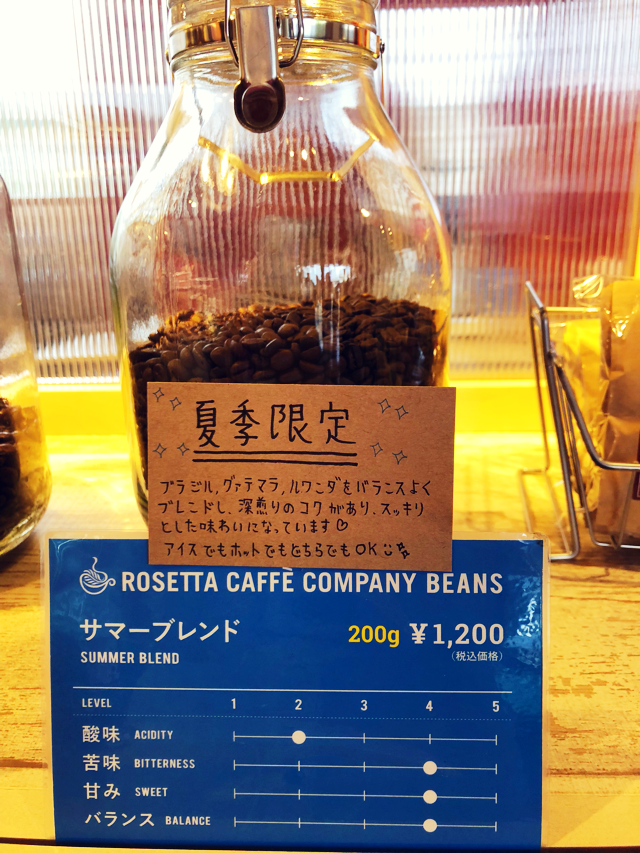 夏季限定
ブラジル,グァテマラ,ルワンダをバランスよく
ブレンドし、深煎りのコクがあり、スッキリ
とした味わいになっています♡
アイスでもホットでもどちらでもOK
ROSETTA CAFFÈ COMPANY BEANS
サマーブレンド 200g ¥1,200
SUMMER BLEND (税込価格)
LEVEL 1 2 3 4 5
酸味 ACIDITY
苦味 BITTERNESS
甘み SWEET
バランス BALANCE